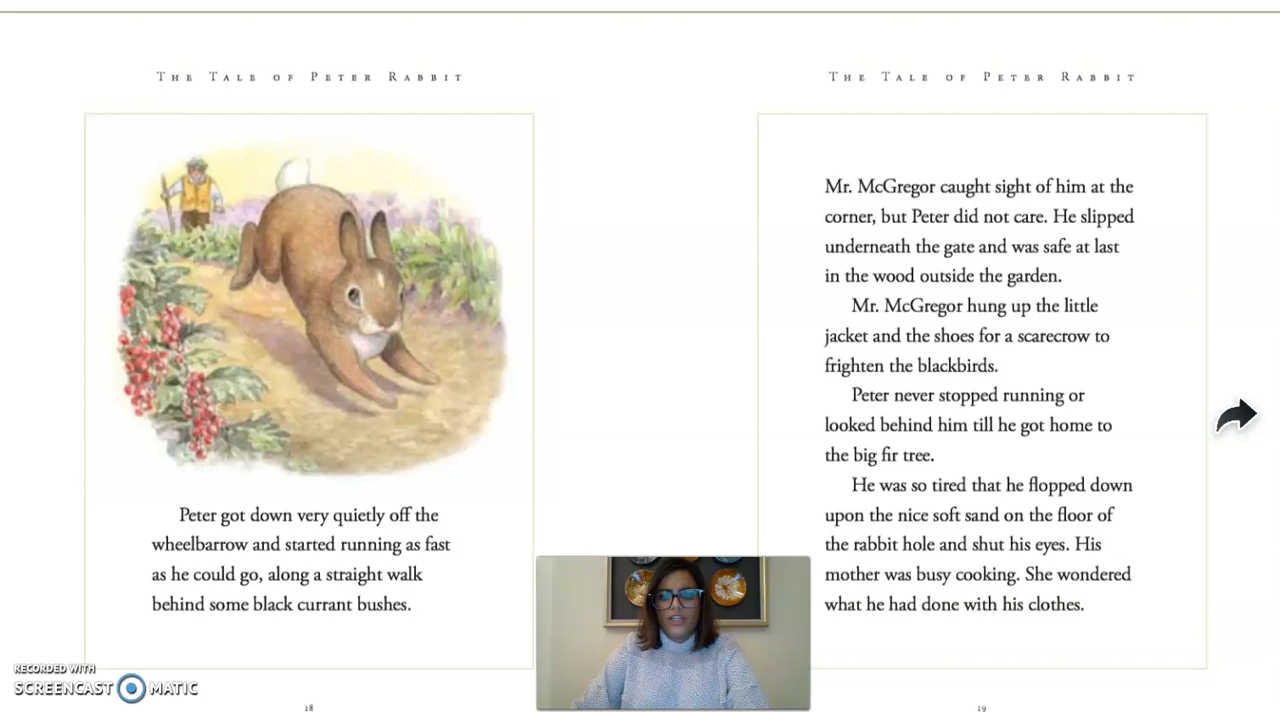 THE TALE OF PETER RABBIT
Peter got down very quietly off the
wheelbarrow and started running as fast
as he could go, along a straight walk
behind some black currant bushes.
18
THE TALE OF PETER RABBIT
Mr. McGregor caught sight of him at the
corner, but Peter did not care. He slipped
underneath the gate and was safe at last
in the wood outside the garden.
Mr. McGregor hung up the little
jacket and the shoes for a scarecrow to
frighten the blackbirds.
Peter never stopped running or
looked behind him till he got home to
the big fir tree.
He was so tired that he flopped down
upon the nice soft sand on the floor of
the rabbit hole and shut his eyes. His
mother was busy cooking. She wondered
what he had done with his clothes.
19
RECORDED WITH
SCREENCAST MATIC